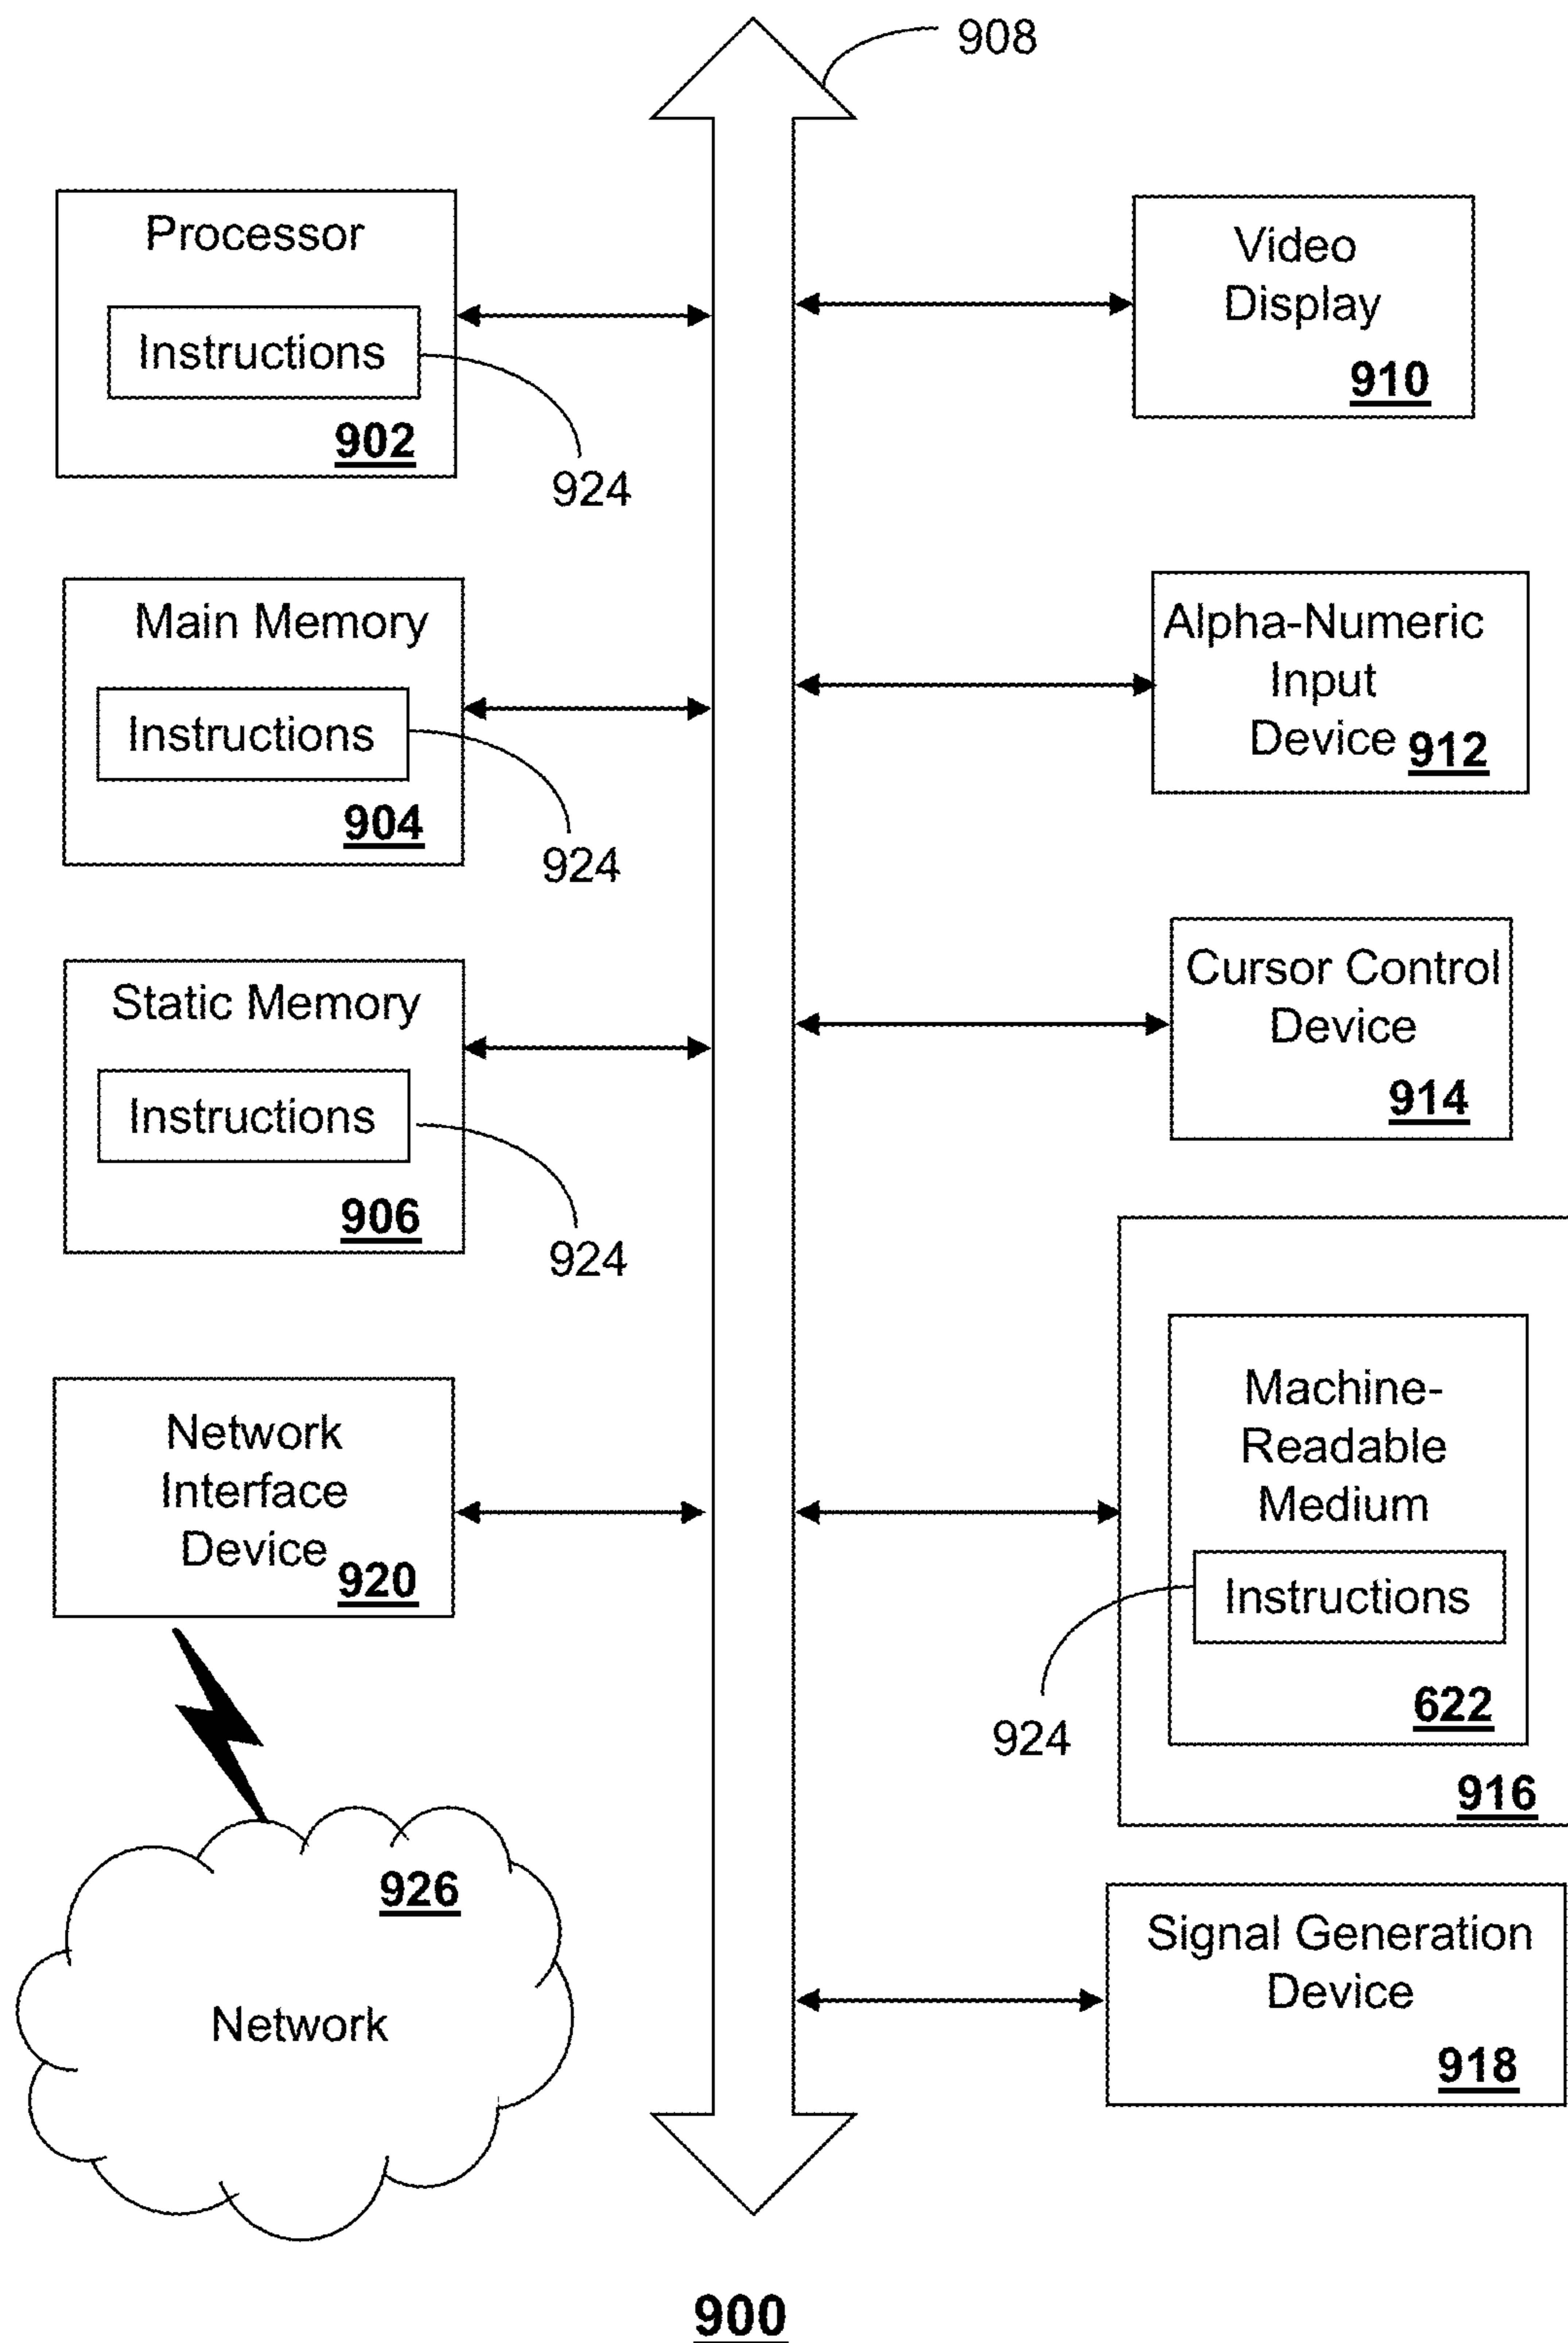 908
Processor
Instructions
902
924
Main Memory
Instructions
904
924
Static Memory
Instructions
906
924
Network
Interface
Device
920
926
Network
Video
Display
910
Alpha-Numeric
Input
Device
912
Cursor Control
Device
914
Machine-
Readable
Medium
Instructions
924
622
916
Signal Generation
Device
918
900